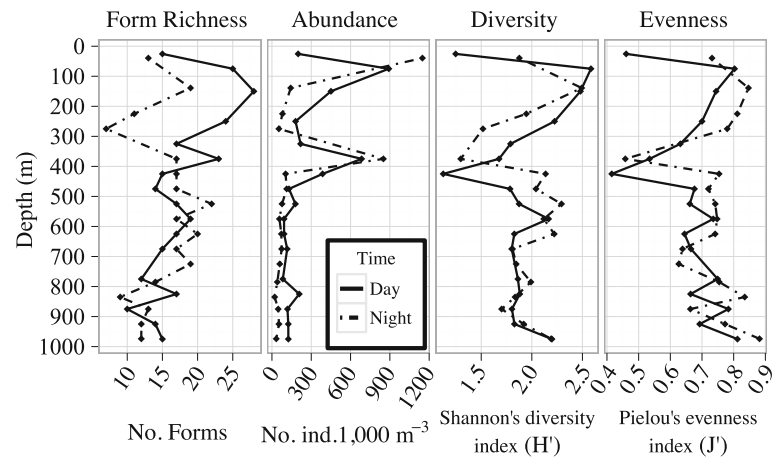 Form Richness Abundance Diversity Evenness
0
100
200
300
400
500
600
700
800
900
1000
Depth (m)
Time
Day
Night
10 15 20 25 0 300 600 900 1200 1.5 2.0 2.5 0.4 0.5 0.6 0.7 0.8 0.9
No. Forms No. ind.1,000 m⁻³ Shannon's diversity Pielou's evenness
index (H') index (J')